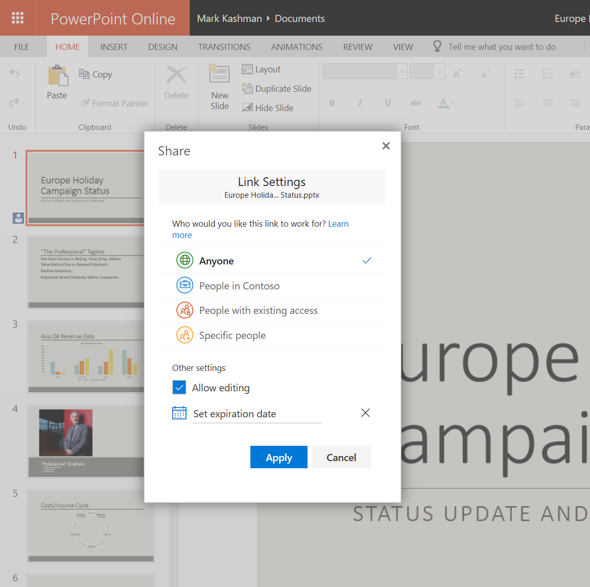 PowerPoint Online
Mark Kashman ▸ Documents
Europe
FILE HOME INSERT DESIGN TRANSITIONS ANIMATIONS REVIEW VIEW Tell me what you want to do
Paste
Copy
Format Painter
Delete
New
Slide
Layout
Duplicate Slide
Hide Slide
B I U abc A
Undo Clipboard Delete Slides Font Para
Share
Link Settings
Europe Holida... Status.pptx
Who would you like this link to work for? Learn
more
Anyone
People in Contoso
People with existing access
Specific people
Other settings
Allow editing
Set expiration date
Apply Cancel
1
Europe Holiday
Campaign Status
2
"The Professional" Tagline
Positive Reactions
3
Asia Q4 Revenue Data
4
5
Costs/Income Cycle
6
urope
ampai
STATUS UPDATE AND